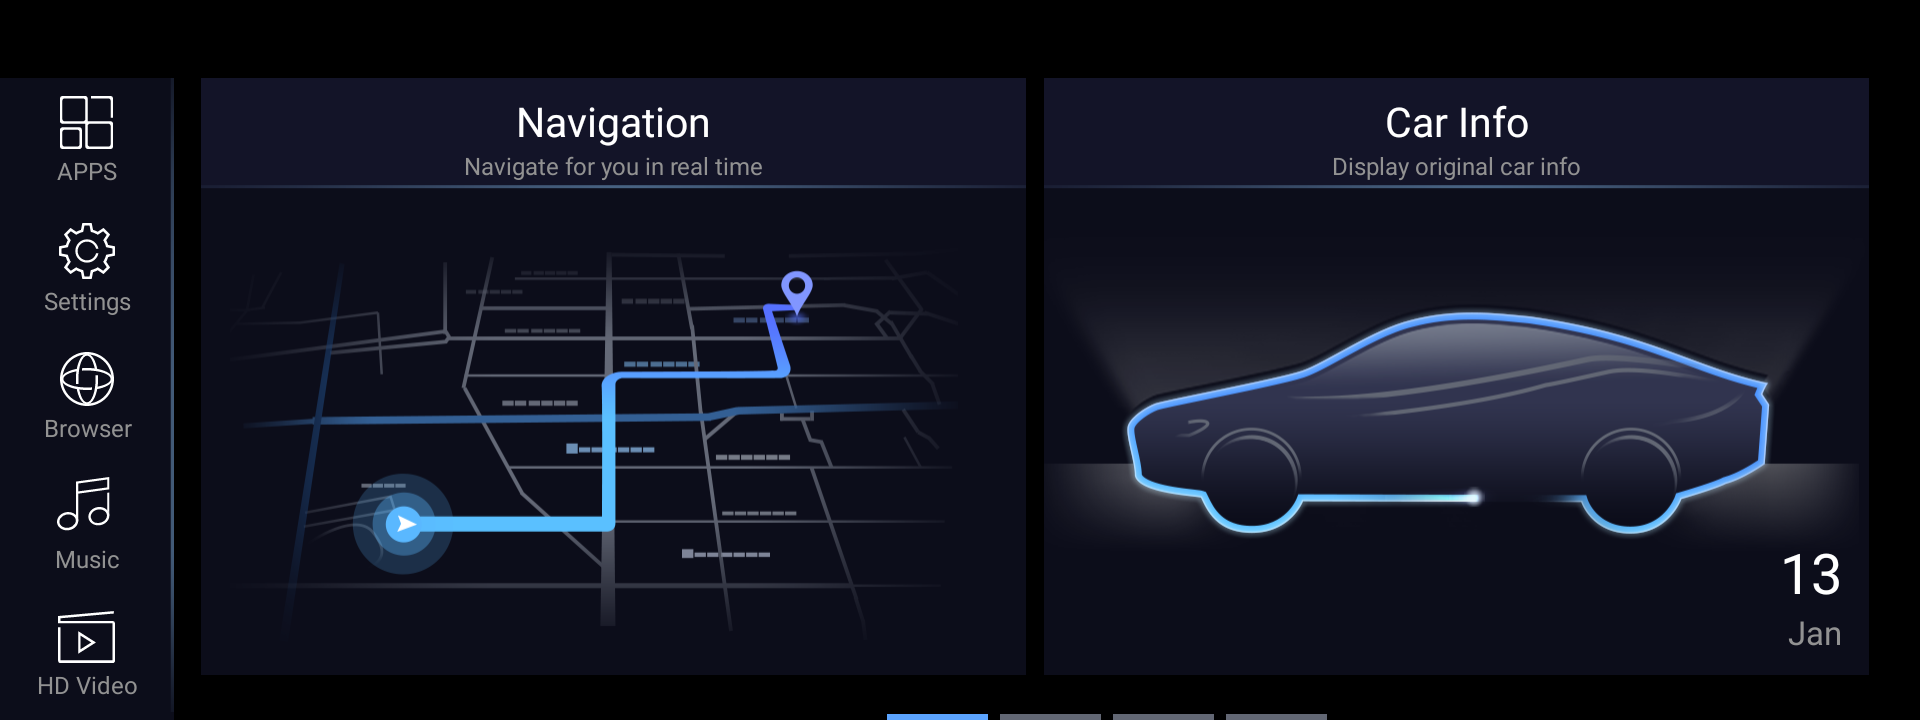 APPS
Settings
Browser
Music
HD Video
Navigation
Navigate for you in real time
Car Info
Display original car info
13
Jan